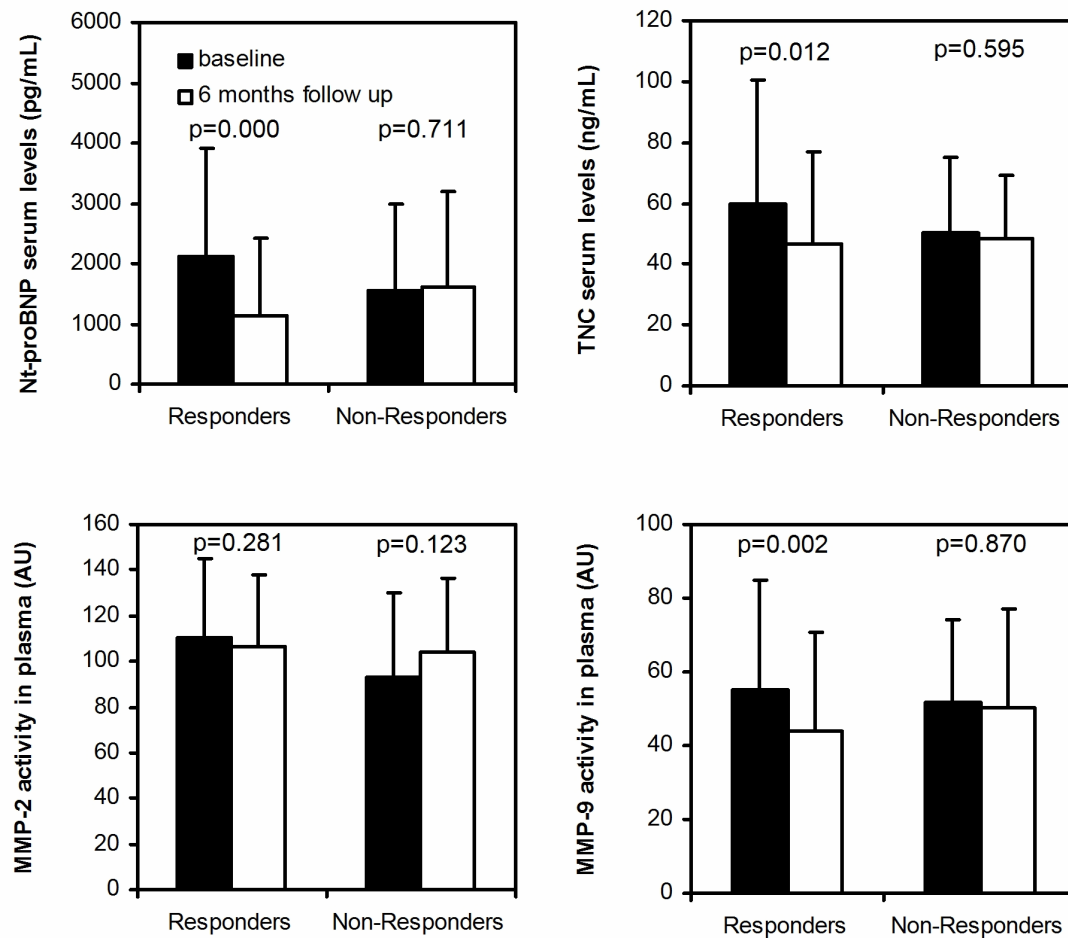 Nt-proBNP serum levels (pg/mL)
6000
5000
4000
3000
2000
1000
0
baseline
6 months follow up
p=0.000
p=0.711
Responders
Non-Responders
TNC serum levels (ng/mL)
120
100
80
60
40
20
0
p=0.012
p=0.595
Responders
Non-Responders
MMP-2 activity in plasma (AU)
160
140
120
100
80
60
40
20
0
p=0.281
p=0.123
Responders
Non-Responders
MMP-9 activity in plasma (AU)
100
80
60
40
20
0
p=0.002
p=0.870
Responders
Non-Responders